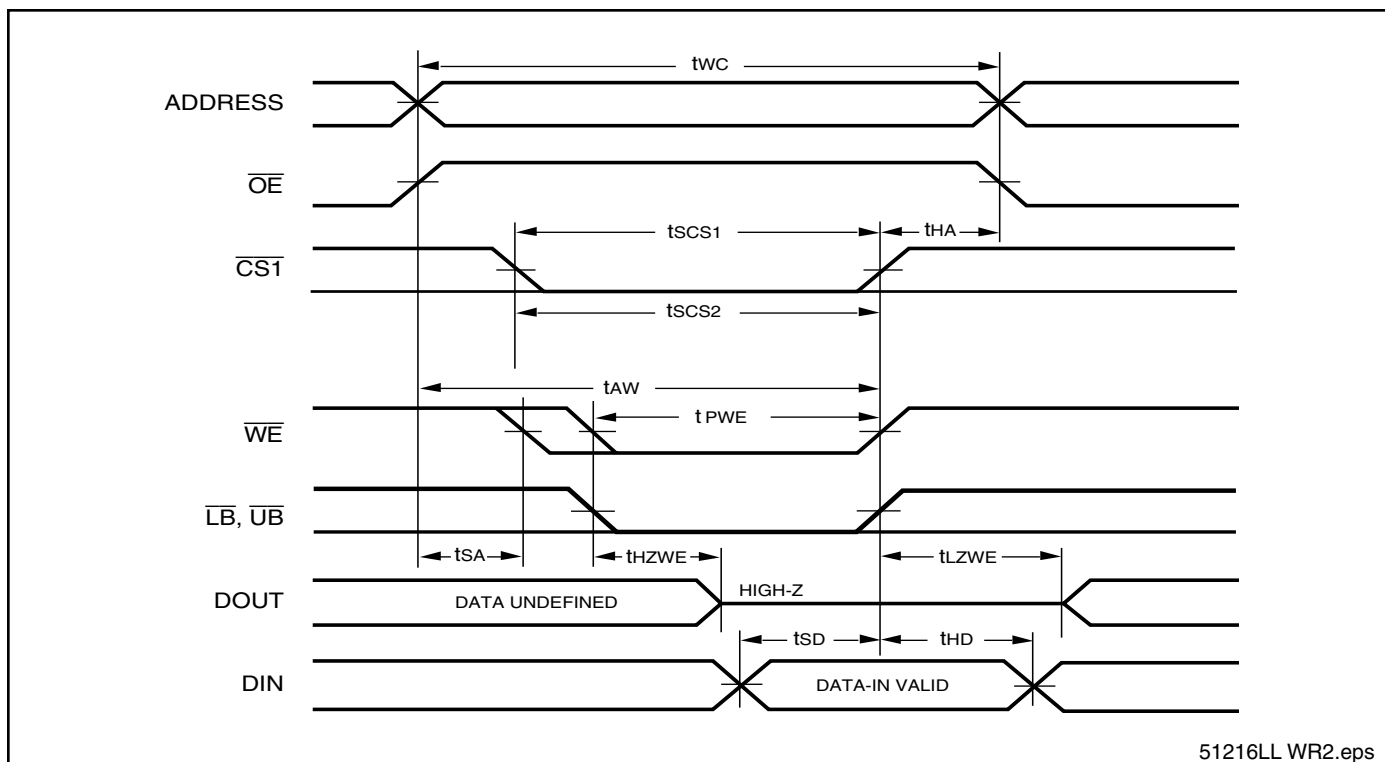 tWC
ADDRESS
OE
tSCS1
tHA
CS1
tSCS2
tAW
t PWE
WE
LB, UB
tSA
tHZWE
tLZWE
DOUT
DATA UNDEFINED
HIGH-Z
tSD
tHD
DIN
DATA-IN VALID
51216LL WR2.eps